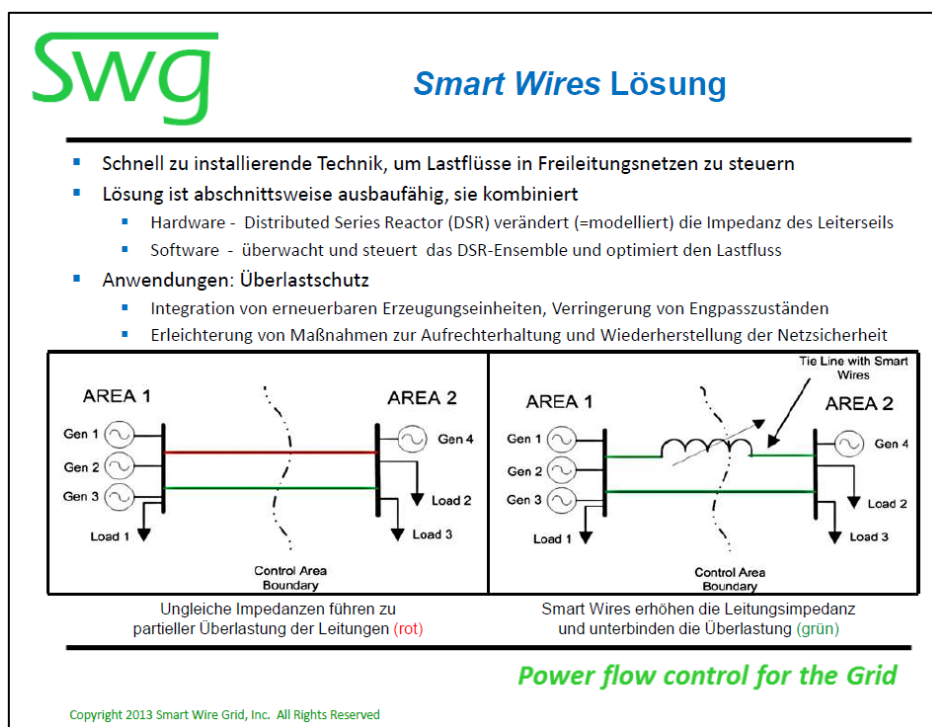 Swg
Smart Wires Lösung
Schnell zu installierende Technik, um Lastflüsse in Freileitungsnetzen zu steuern
Lösung ist abschnittsweise ausbaufähig, sie kombiniert
Hardware - Distributed Series Reactor (DSR) verändert (=modelliert) die Impedanz des Leiterseils
Software - überwacht und steuert das DSR-Ensemble und optimiert den Lastfluss
Anwendungen: Überlastschutz
Integration von erneuerbaren Erzeugungseinheiten, Verringerung von Engpasszuständen
Erleichterung von Maßnahmen zur Aufrechterhaltung und Wiederherstellung der Netzsicherheit
AREA 1
AREA 2
Gen 1
Gen 2
Gen 3
Gen 4
Load 1
Load 2
Load 3
Control Area
Boundary
Tie Line with Smart
Wires
AREA 1
AREA 2
Gen 1
Gen 2
Gen 3
Gen 4
Load 1
Load 2
Load 3
Control Area
Boundary
Ungleiche Impedanzen führen zu
partieller Überlastung der Leitungen (rot)
Smart Wires erhöhen die Leitungsimpedanz
und unterbinden die Überlastung (grün)
Power flow control for the Grid
Copyright 2013 Smart Wire Grid, Inc. All Rights Reserved